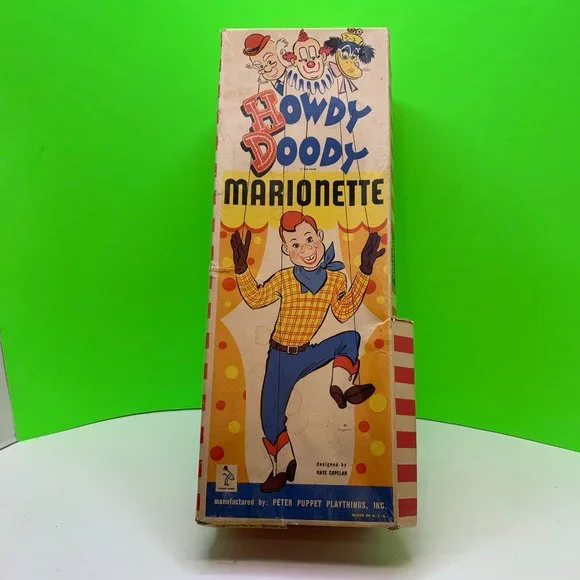 HOWDY
DOODY
MARIONETTE
designed by
RAYE COPELAN
manufactured by: PETER PUPPET PLAYTHINGS, INC.
MADE IN U.S.A.